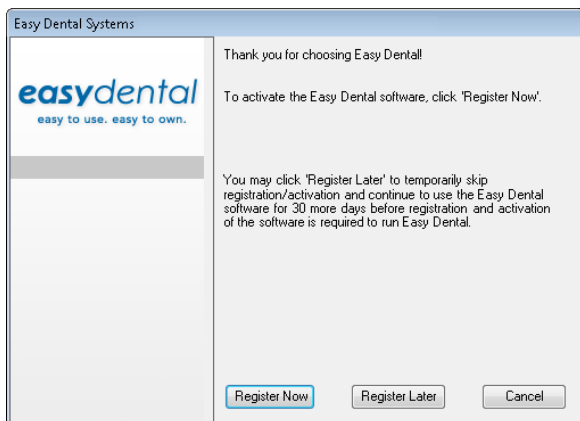 Easy Dental Systems
easydental
easy to use. easy to own.
Thank you for choosing Easy Dental!
To activate the Easy Dental software, click 'Register Now'.
You may click 'Register Later' to temporarily skip
registration/activation and continue to use the Easy Dental
software for 30 more days before registration and activation
of the software is required to run Easy Dental.
Register Now
Register Later
Cancel